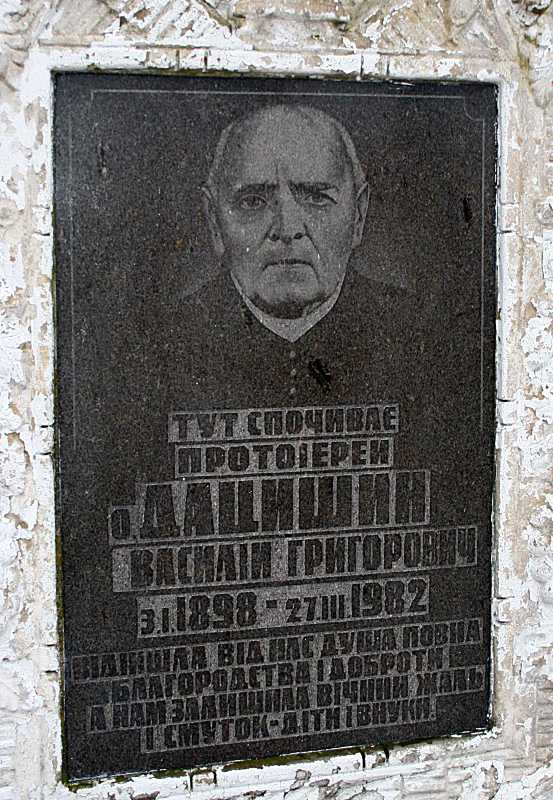 ТУТ СПОЧИВАЄ
ПРОТОІЄРЕЙ
о. ДАЦИШИН
ВАСИЛІЙ ГРИГОРОВИЧ
3.I.1898 - 27.III.1982
ВІДІЙШЛА ВІД НАС ДУША ПОВНА
БЛАГОРОДСТВА І ДОБРОТИ
А НАМ ЗАЛИШИЛА ВІЧНИЙ ЖАЛЬ
І СМУТОК - ДІТИ І ВНУКИ.